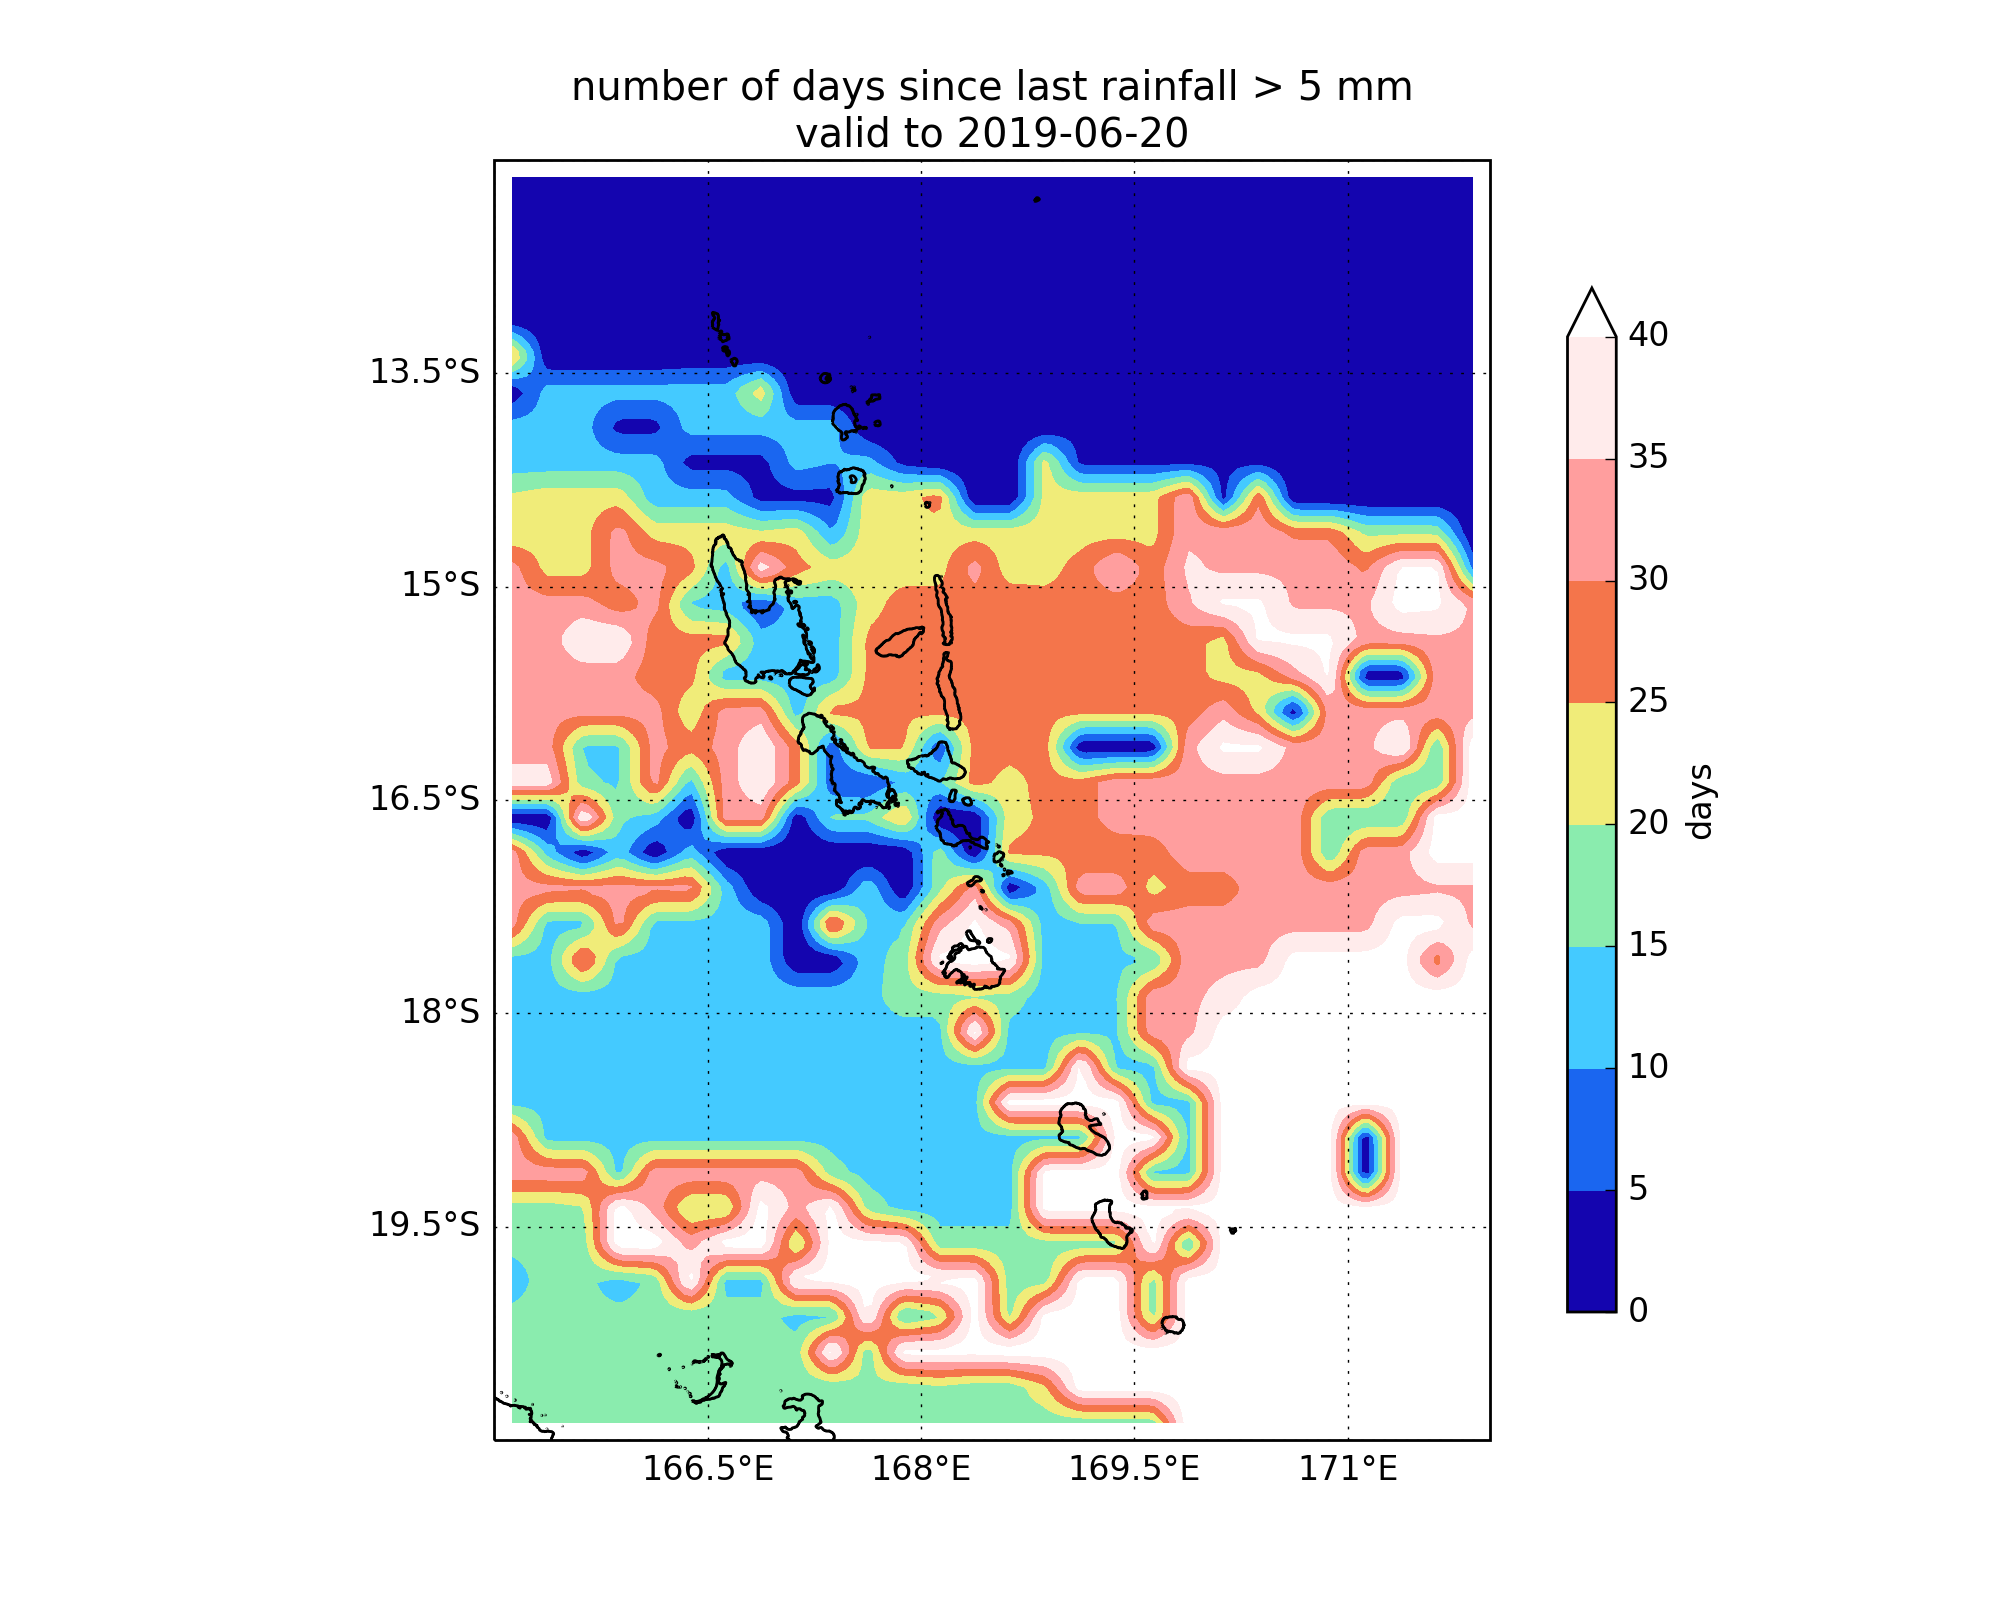 number of days since last rainfall > 5 mm
valid to 2019-06-20
13.5°S
15°S
16.5°S
18°S
19.5°S
166.5°E
168°E
169.5°E
171°E
40
35
30
25
20
15
10
5
0
days